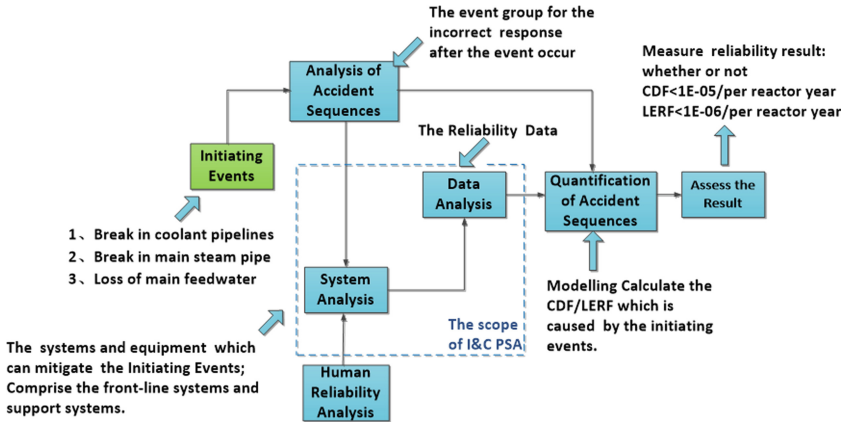 The event group for the
incorrect response
after the event occur
Measure reliability result:
whether or not
CDF<1E-05/per reactor year
LERF<1E-06/per reactor year
Analysis of
Accident
Sequences
The Reliability Data
Initiating
Events
Data
Analysis
Quantification
of Accident
Sequences
Assess the
Result
1、Break in coolant pipelines
2、Break in main steam pipe
3、Loss of main feedwater
System
Analysis
Modelling Calculate the
CDF/LERF which is
caused by the initiating
events.
The scope
of I&C PSA
The systems and equipment which
can mitigate the Initiating Events;
Comprise the front-line systems and
support systems.
Human
Reliability
Analysis